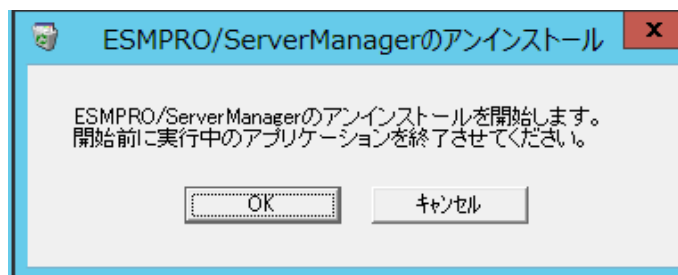 ESMPRO/ServerManagerのアンインストール
x
ESMPRO/ServerManagerのアンインストールを開始します。
開始前に実行中のアプリケーションを終了させてください。
OK
キャンセル